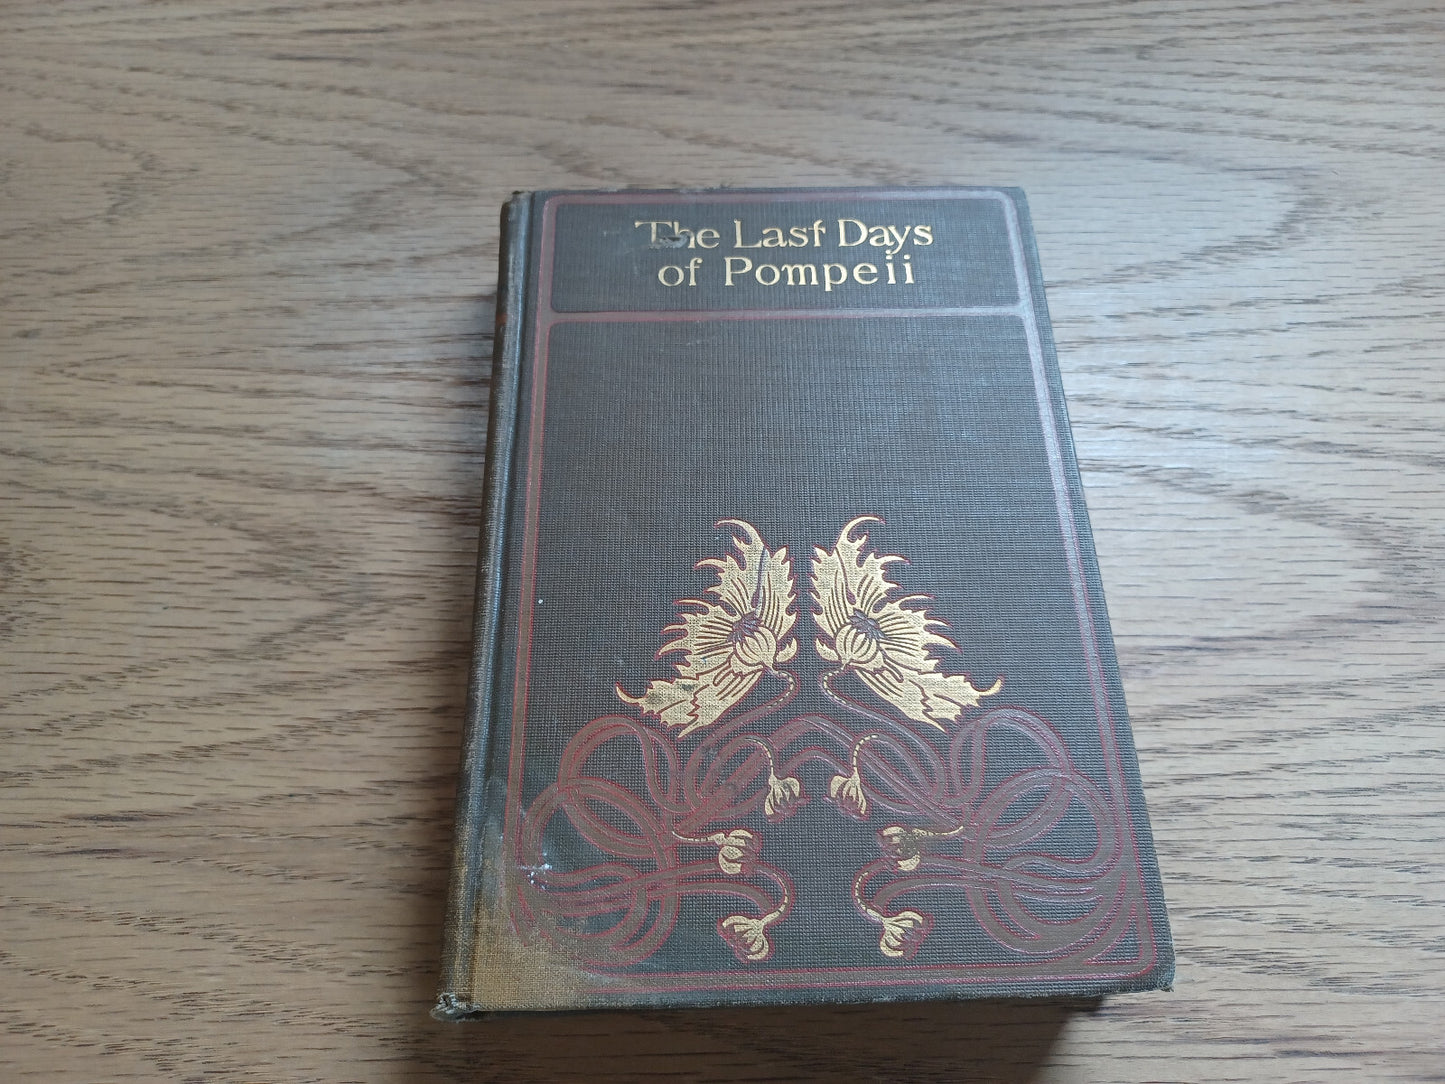 The Last Days
of Pompeii